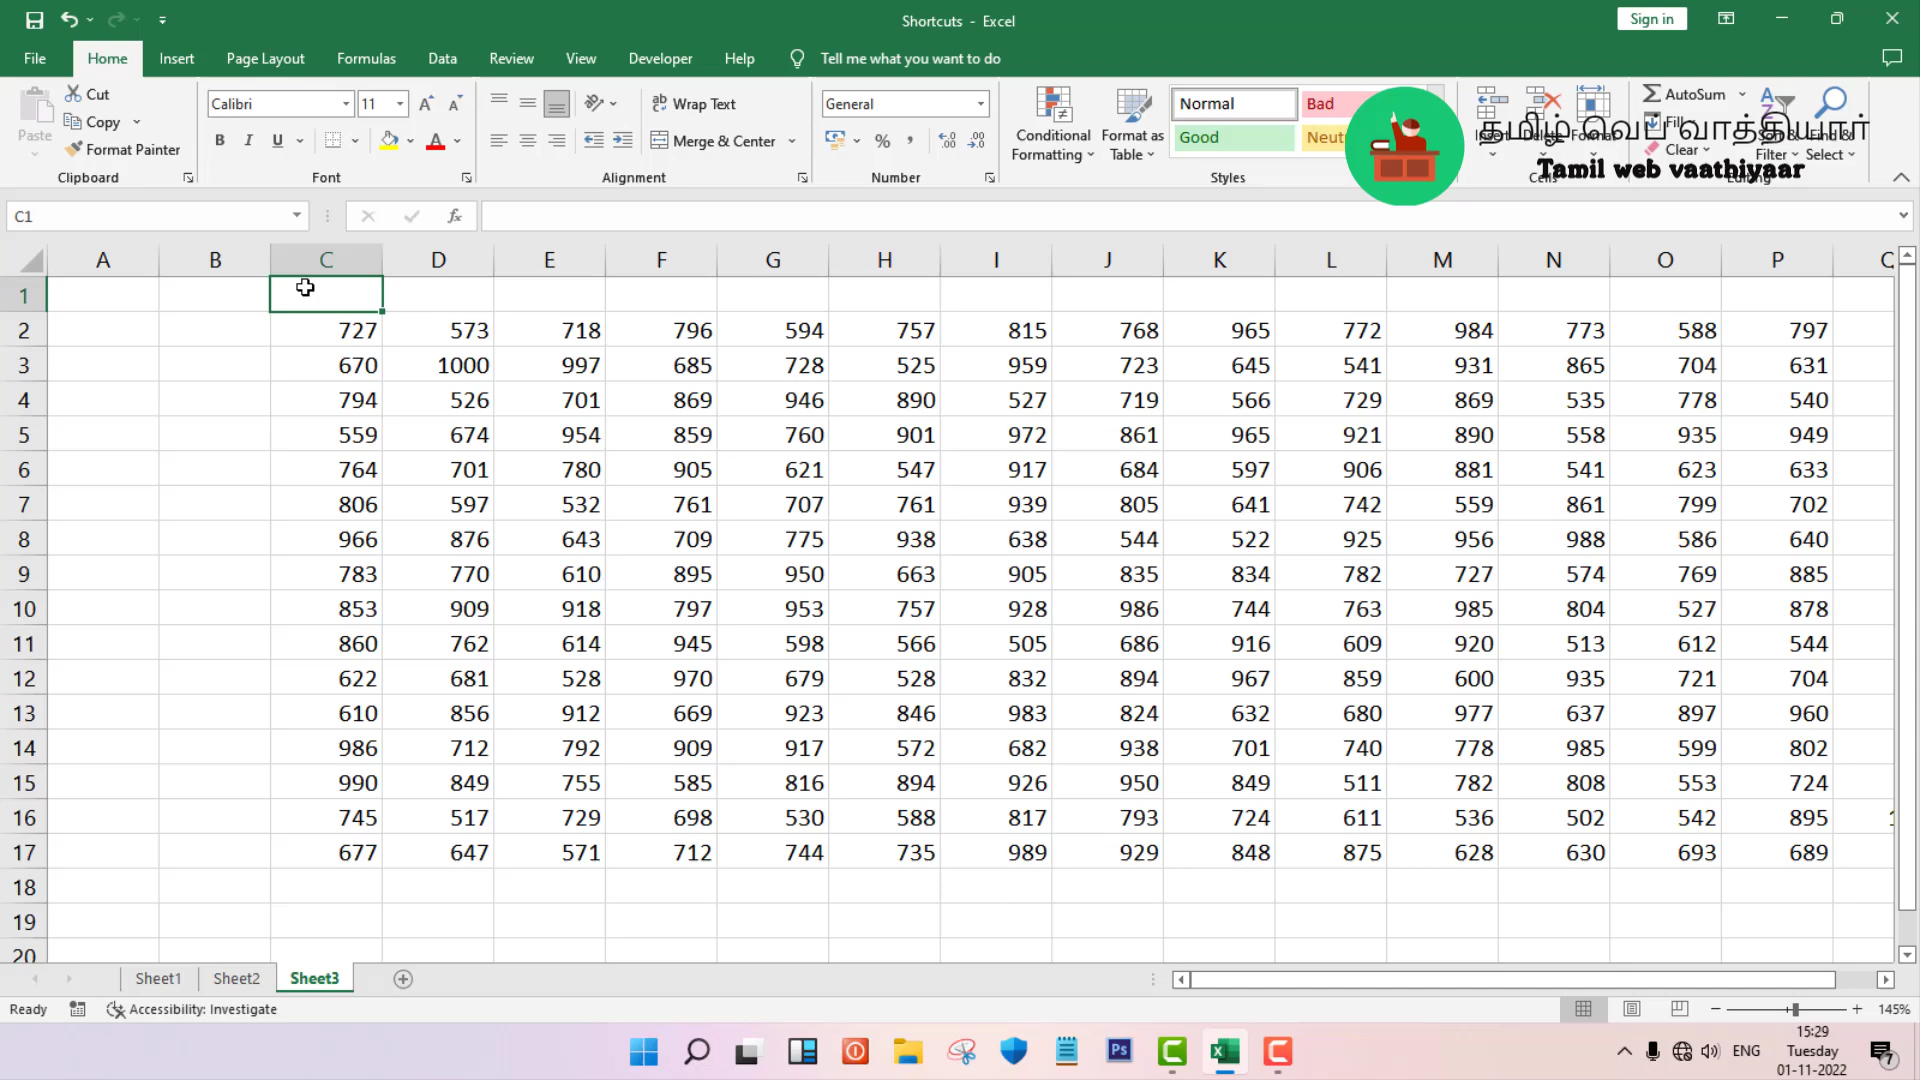 Shortcuts - Excel
Sign in
File Home Insert Page Layout Formulas Data Review View Developer Help Tell me what you want to do
Paste
Cut
Copy
Format Painter
Clipboard
Calibri 11
B I U
Font
Wrap Text
Merge & Center
Alignment
General
Number
Conditional Formatting
Format as Table
Normal Bad
Good Neut
Styles
Insert Delete Format
Cells
AutoSum
Fill
Clear
Sort & Filter
Find & Select
Editing
தமிழ் வெப் வாத்தியார்
Tamil web vaathiyaar
C1
fx
A B C D E F G H I J K L M N O P Q
1
2 727 573 718 796 594 757 815 768 965 772 984 773 588 797
3 670 1000 997 685 728 525 959 723 645 541 931 865 704 631
4 794 526 701 869 946 890 527 719 566 729 869 535 778 540
5 559 674 954 859 760 901 972 861 965 921 890 558 935 949
6 764 701 780 905 621 547 917 684 597 906 881 541 623 633
7 806 597 532 761 707 761 939 805 641 742 559 861 799 702
8 966 876 643 709 775 938 638 544 522 925 956 988 586 640
9 783 770 610 895 950 663 905 835 834 782 727 574 769 885
10 853 909 918 797 953 757 928 986 744 763 985 804 527 878
11 860 762 614 945 598 566 505 686 916 609 920 513 612 544
12 622 681 528 970 679 528 832 894 967 859 600 935 721 704
13 610 856 912 669 923 846 983 824 632 680 977 637 897 960
14 986 712 792 909 917 572 682 938 701 740 778 985 599 802
15 990 849 755 585 816 894 926 950 849 511 782 808 553 724
16 745 517 729 698 530 588 817 793 724 611 536 502 542 895
17 677 647 571 712 744 735 989 929 848 875 628 630 693 689
18
19
20
Sheet1 Sheet2 Sheet3
Ready Accessibility: Investigate
145%
Ps
ENG
15:29
Tuesday
01-11-2022
7